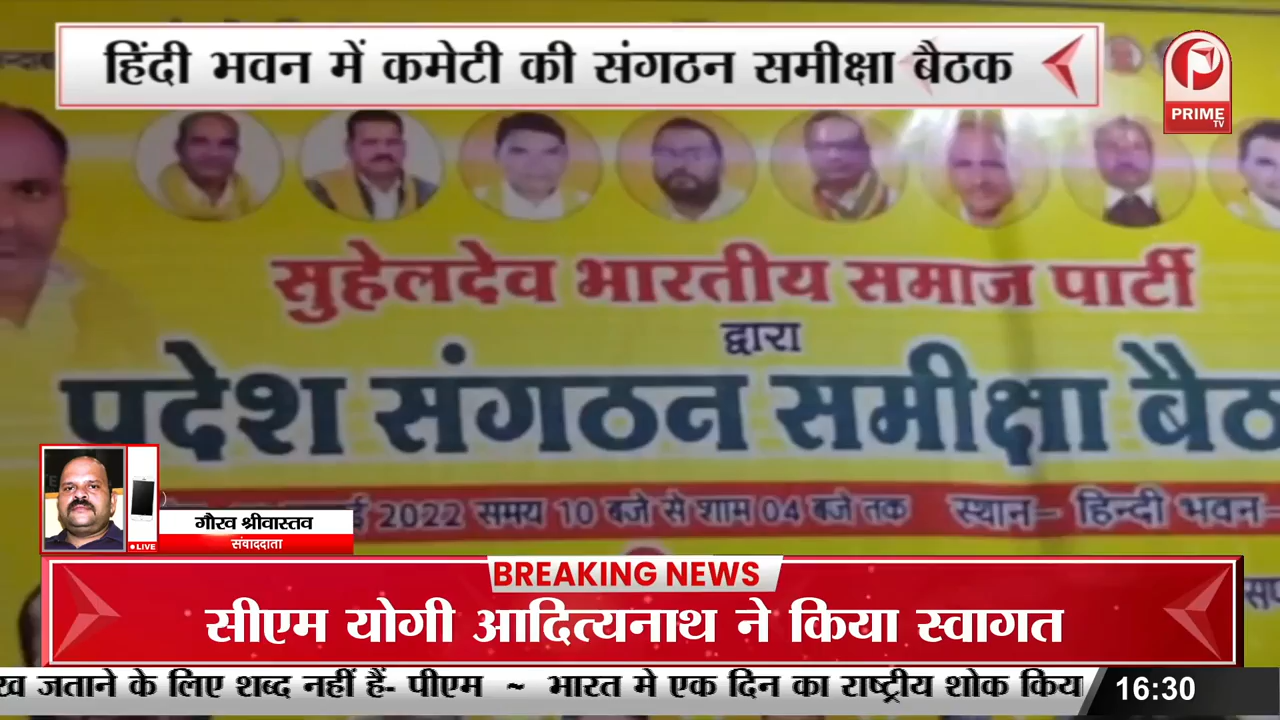 हिंदी भवन में कमेटी की संगठन समीक्षा बैठक
PRIME
TV
सुहेलदेव भारतीय समाज पार्टी
द्वारा
प्रदेश संगठन समीक्षा
2022 समय 10 बजे से शाम 04 बजे तक स्थान- हिन्दी भवन-
गौरव श्रीवास्तव
संवाददाता
LIVE
BREAKING NEWS
सीएम योगी आदित्यनाथ ने किया स्वागत
जताने के लिए शब्द नहीं हैं- पीएम ~ भारत मे एक दिन का राष्ट्रीय शोक किया
16:30